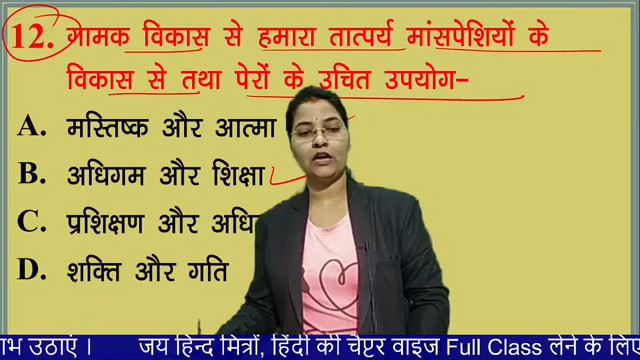 12. गामक विकास से हमारा तात्पर्य मांसपेशियों के
विकास से तथा पेरों के उचित उपयोग-
A. मस्तिष्क और आत्मा
B. अधिगम और शिक्षा
C. प्रशिक्षण और
D. शक्ति और गति
उठाएं । जय हिन्द मित्रों, हिंदी की चैप्टर वाइज Full Class लेने के